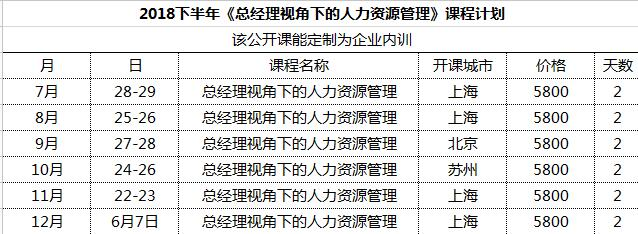 2018下半年《总经理视角下的人力资源管理》课程计划
该公开课能定制为企业内训
月 日 课程名称 开课城市 价格 天数
7月 28-29 总经理视角下的人力资源管理 上海 5800 2
8月 25-26 总经理视角下的人力资源管理 上海 5800 2
9月 27-28 总经理视角下的人力资源管理 北京 5800 2
10月 24-26 总经理视角下的人力资源管理 苏州 5800 2
11月 22-23 总经理视角下的人力资源管理 上海 5800 2
12月 6月7日 总经理视角下的人力资源管理 上海 5800 2